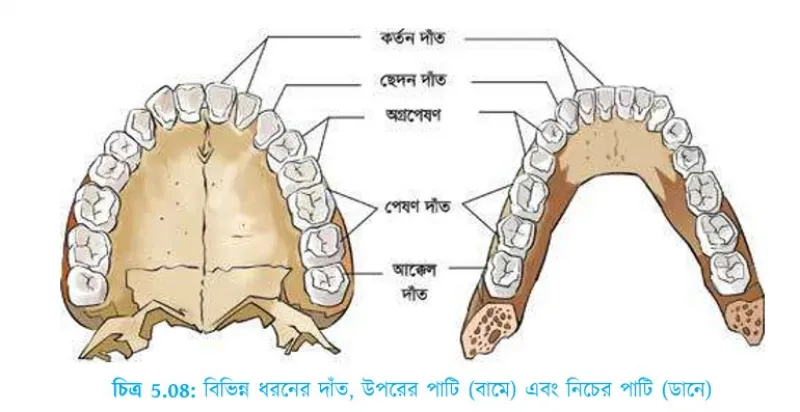 কর্তন দাঁত
ছেদন দাঁত
অগ্রপেষণ
পেষণ দাঁত
আক্কেল
দাঁত
চিত্র 5.08: বিভিন্ন ধরনের দাঁত, উপরের পাটি (বামে) এবং নিচের পাটি (ডানে)